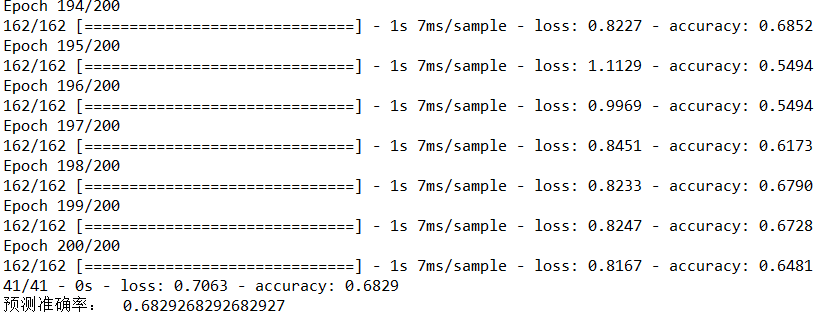 Epoch 194/200
162/162 [==============================] - 1s 7ms/sample - loss: 0.8227 - accuracy: 0.6852
Epoch 195/200
162/162 [==============================] - 1s 7ms/sample - loss: 1.1129 - accuracy: 0.5494
Epoch 196/200
162/162 [==============================] - 1s 7ms/sample - loss: 0.9969 - accuracy: 0.5494
Epoch 197/200
162/162 [==============================] - 1s 7ms/sample - loss: 0.8451 - accuracy: 0.6173
Epoch 198/200
162/162 [==============================] - 1s 7ms/sample - loss: 0.8233 - accuracy: 0.6790
Epoch 199/200
162/162 [==============================] - 1s 7ms/sample - loss: 0.8247 - accuracy: 0.6728
Epoch 200/200
162/162 [==============================] - 1s 7ms/sample - loss: 0.8167 - accuracy: 0.6481
41/41 - 0s - loss: 0.7063 - accuracy: 0.6829
预测准确率： 0.6829268292682927